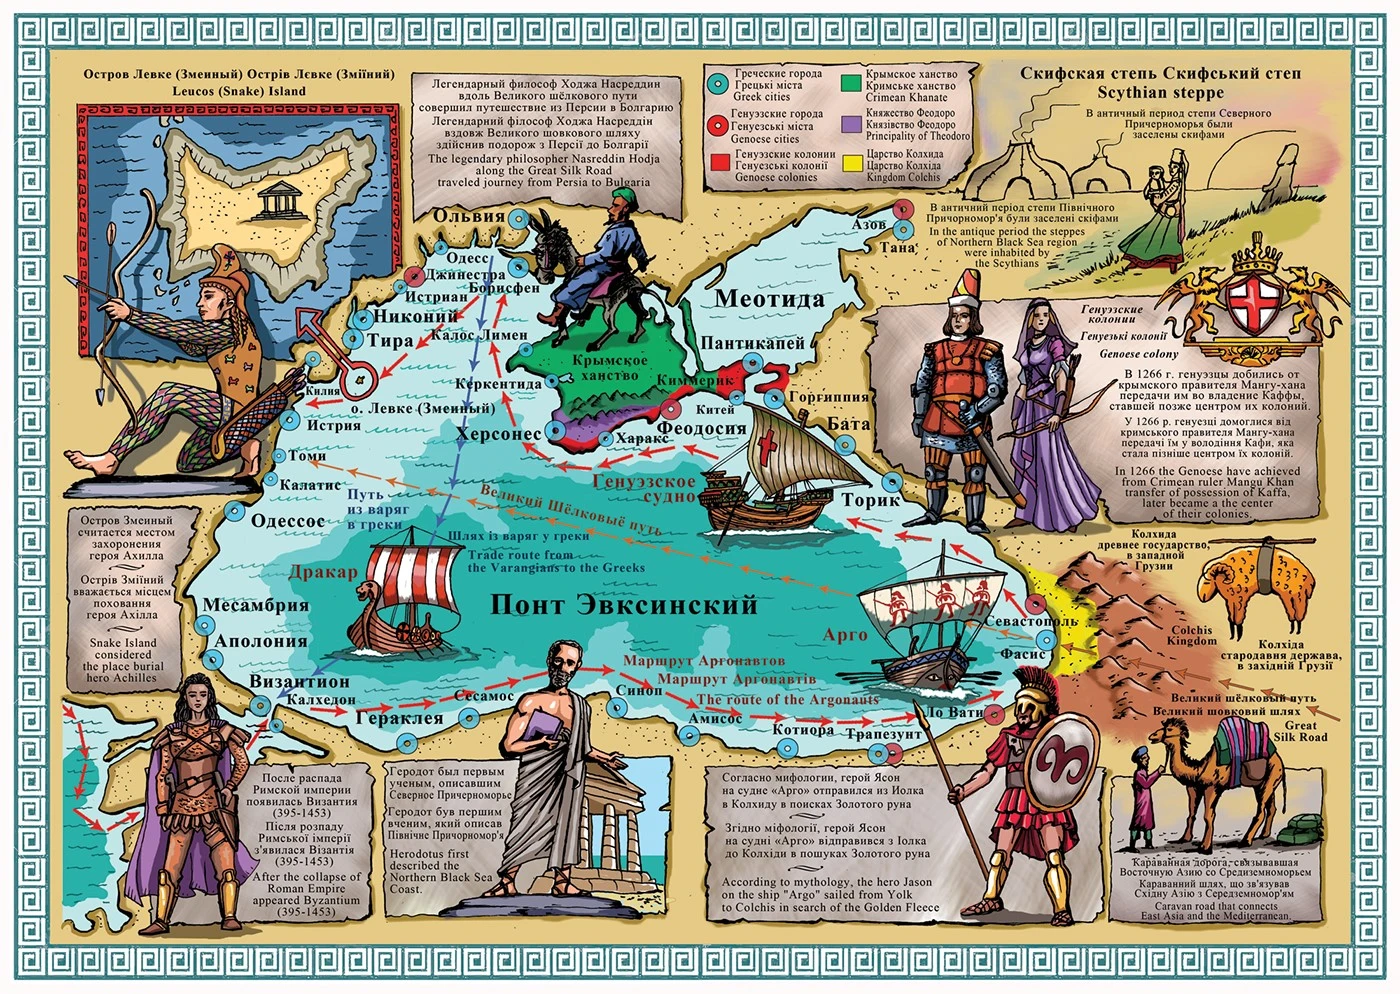 Остров Левке (Змеиный) Острів Лєвке (Зміїний)
Leucos (Snake) Island
Легендарный философ Ходжа Насреддин
вдоль Великого шёлкового пути
совершил путешествие из Персии в Болгарию
Легендарний філософ Ходжа Насреддін
вздовж Великого шовкового шляху
здійснив подорож з Персії до Болгарії
The legendary philosopher Nasreddin Hodja
along the Great Silk Road
traveled journey from Persia to Bulgaria
Греческие города
Грецькі міста
Greek cities
Генуэзские города
Генуезькі міста
Genoese cities
Генуэзские колонии
Генуезькі колонії
Genoese colonies
Крымское ханство
Кримське ханство
Crimean Khanate
Княжество Феодоро
Князівство Феодоро
Principality of Theodoro
Царство Колхида
Царство Колхіда
Kingdom Colchis
Скифская степь Скифський степ
Scythian steppe
В античный период степи Северного
Причерноморья были
заселены скифами
В античний період степи Північного
Причорномор'я були заселені скіфами
In the antique period the steppes
of Northern Black Sea region
were inhabited by
the Scythians
Ольвия
Одесс
Джинестра
Борисфен
Истриан
Никоний
Тира
Калос Лимен
Килия
о. Левке (Змеиный)
Истрия
Керкентида
Херсонес
Крымское
ханство
Киммерик
Китей
Феодосия
Харакс
Пантикапей
Меотида
Азов
Тана
Горгиппия
Бата
Торик
Томи
Калатис
Одессос
Путь
из варяг
в греки
Шлях із варяг у греки
Trade route from
the Varangians to the Greeks
Великий Шёлковыё путь
Генуэзское
судно
Дракар
Понт Эвксинский
Арго
Месамбрия
Аполония
Византион
Калхедон
Гераклея
Сесамос
Синоп
Амисос
Котиора
Трапезунт
Ло Вати
Фасис
Севастополь
Маршрут Аргонавтов
Маршрут Аргонавтів
The route of the Argonauts
Генуэзские
колонии
Генуезькі колонії
Genoese colony
В 1266 г. генуэзцы добились от
крымского правителя Мангу-хана
передачи им во владение Каффы,
ставшей позже центром их колоний.
У 1266 р. генуезці домоглися від
кримського правителя Мангу-хана
передачі їм у володіння Кафи, яка
стала пізніше центром їх колоній.
In 1266 the Genoese have achieved
from Crimean ruler Mangu Khan
transfer of possession of Kaffa,
later became a the center
of their colonies.
Колхида
древнее государство,
в западной
Грузии
Colchis
Kingdom
Колхіда
стародавня держава,
в західній Грузії
Великий шёлковый путь
Великий шовковий шлях
Great
Silk Road
Остров Змеиный
считается местом
захоронения
героя Ахилла
Острів Зміїний
вважається місцем
поховання
героя Ахілла
Snake Island
considered
the place burial
hero Achilles
После распада
Римской империи
появилась Византия
(395-1453)
Після розпаду
Римської імперії
з'явилася Візантія
(395-1453)
After the collapse of
Roman Empire
appeared Byzantium
(395-1453)
Геродот был первым
ученым, описавшим
Северное Причерноморье
Геродот був першим
вченим, який описав
Північне Причорномор'я
Herodotus first
described the
Northern Black Sea
Coast.
Согласно мифологии, герой Ясон
на судне «Арго» отправился из Иолка
в Колхиду в поисках Золотого руна
Згідно міфології, герой Ясон
на судні «Арго» відправився з Іолка
до Колхіди в пошуках Золотого руна
According to mythology, the hero Jason
on the ship "Argo" sailed from Yolk
to Colchis in search of the Golden Fleece
Караванная дорога, связывавшая
Восточную Азию со Средиземноморьем
Караванний шлях, що зв'язував
Східну Азію з Середземномор'ям
Caravan road that connects
East Asia and the Mediterranean.